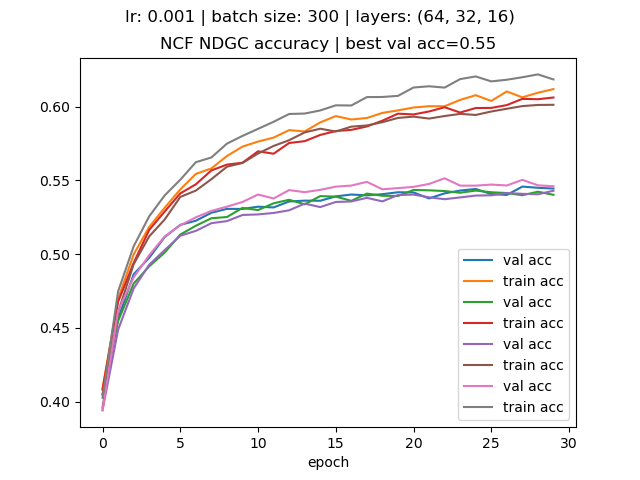 lr: 0.001 | batch size: 300 | layers: (64, 32, 16)
NCF NDGC accuracy | best val acc=0.55
0.60
0.55
0.50
0.45
0.40
val acc
train acc
val acc
train acc
val acc
train acc
val acc
train acc
0 5 10 15 20 25 30
epoch